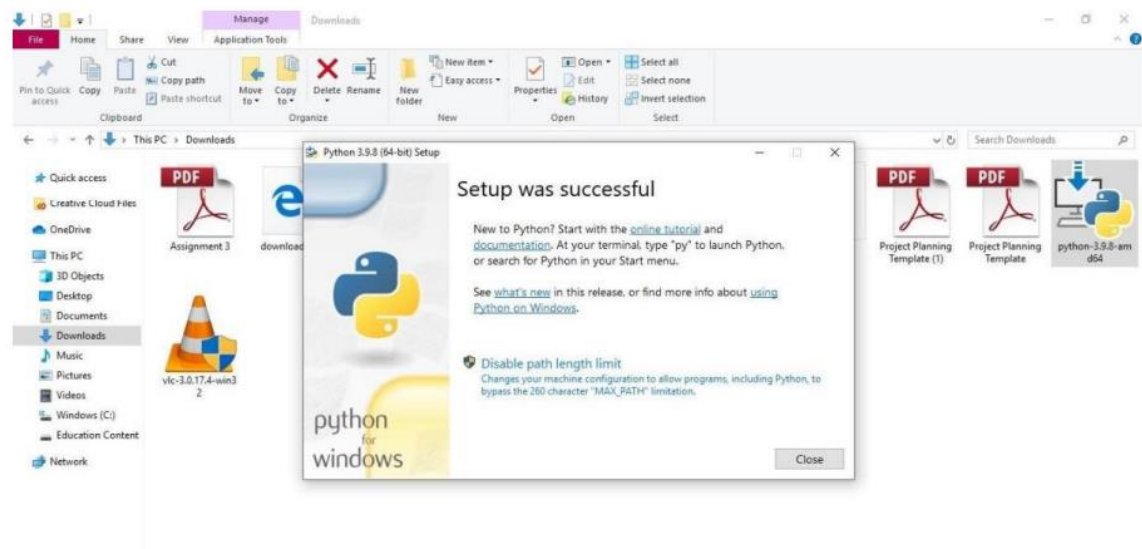 Manage
Downloads
File
Home
Share
View
Application Tools
Pin to Quick access
Copy
Paste
Cut
Copy path
Paste shortcut
Clipboard
Move to
Copy to
Delete
Rename
Organize
New folder
New item
Easy access
New
Properties
Open
Edit
History
Open
Select all
Select none
Invert selection
Select
This PC > Downloads
Search Downloads
Quick access
Creative Cloud Files
OneDrive
This PC
3D Objects
Desktop
Documents
Downloads
Music
Pictures
Videos
Windows (C:)
Education Content
Network
PDF
Assignment 3
download
vlc-3.0.17.4-win3
2
Python 3.9.8 (64-bit) Setup
Setup was successful
New to Python? Start with the online tutorial and
documentation. At your terminal, type "py" to launch Python,
or search for Python in your Start menu.
See what's new in this release, or find more info about using
Python on Windows.
Disable path length limit
Changes your machine configuration to allow programs, including Python, to
bypass the 260 character "MAX_PATH" limitation.
python
for
windows
Close
PDF
Project Planning
Template (1)
PDF
Project Planning
Template
python-3.9.8-am
d64